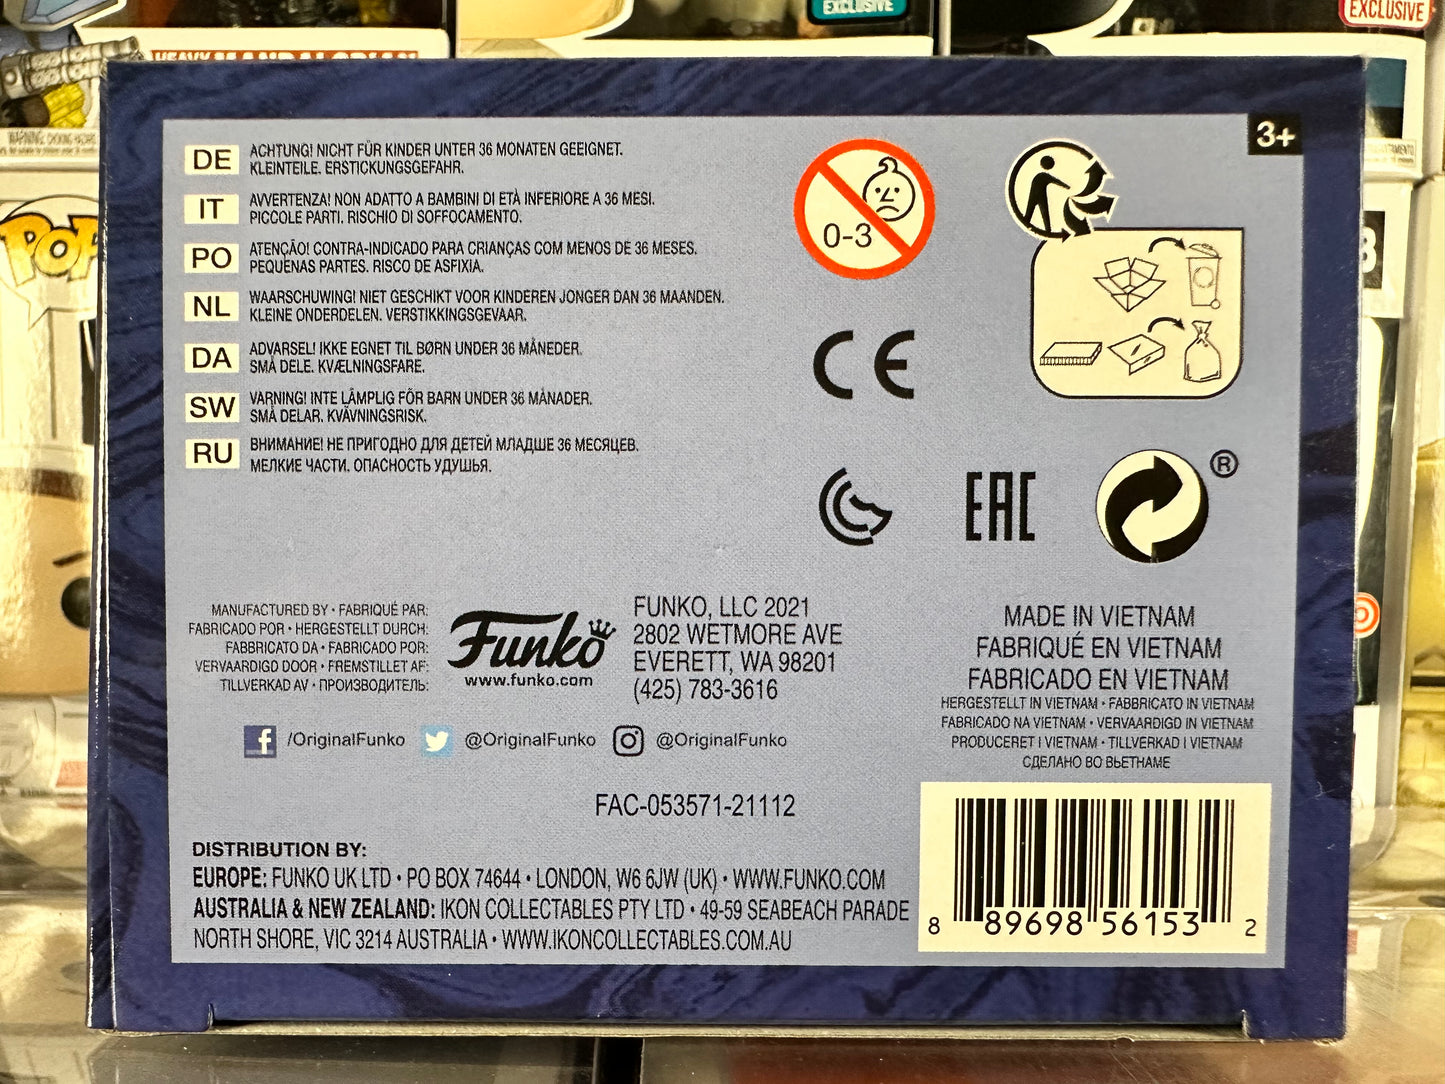 EXCLUSIVE
EXCLUSIVE
HEAVY MANDALORIAN
POP
3+
DE
ACHTUNG! NICHT FÜR KINDER UNTER 36 MONATEN GEEIGNET.
KLEINTEILE. ERSTICKUNGSGEFAHR.
IT
AVVERTENZA! NON ADATTO A BAMBINI DI ETÀ INFERIORE A 36 MESI.
PICCOLE PARTI. RISCHIO DI SOFFOCAMENTO.
PO
ATENÇÃO! CONTRA-INDICADO PARA CRIANÇAS COM MENOS DE 36 MESES.
PEQUENAS PARTES. RISCO DE ASFIXIA.
NL
WAARSCHUWING! NIET GESCHIKT VOOR KINDEREN JONGER DAN 36 MAANDEN.
KLEINE ONDERDELEN. VERSTIKKINGSGEVAAR.
DA
ADVARSEL! IKKE EGNET TIL BØRN UNDER 36 MÅNEDER.
SMÅ DELE. KVÆLNINGSFARE.
SW
VARNING! INTE LÄMPLIG FÖR BARN UNDER 36 MÅNADER.
SMÅ DELAR. KVÄVNINGSRISK.
RU
ВНИМАНИЕ! НЕ ПРИГОДНО ДЛЯ ДЕТЕЙ МЛАДШЕ 36 МЕСЯЦЕВ.
МЕЛКИЕ ЧАСТИ. ОПАСНОСТЬ УДУШЬЯ.
0-3
CE
EAC
®
MANUFACTURED BY • FABRIQUÉ PAR:
FABRICADO POR • HERGESTELLT DURCH:
FABBRICATO DA • FABRICADO POR:
VERVAARDIGD DOOR • FREMSTILLET AF:
TILLVERKAD AV • ПРОИЗВОДИТЕЛЬ:
Funko
www.funko.com
FUNKO, LLC 2021
2802 WETMORE AVE
EVERETT, WA 98201
(425) 783-3616
MADE IN VIETNAM
FABRIQUÉ EN VIETNAM
FABRICADO EN VIETNAM
HERGESTELLT IN VIETNAM • FABBRICATO IN VIETNAM
FABRICADO NA VIETNAM • VERVAARDIGD IN VIETNAM
PRODUCERET I VIETNAM • TILLVERKAD I VIETNAM
СДЕЛАНО ВО ВЬЕТНАМЕ
/OriginalFunko @OriginalFunko @OriginalFunko
FAC-053571-21112
DISTRIBUTION BY:
EUROPE: FUNKO UK LTD • PO BOX 74644 • LONDON, W6 6JW (UK) • WWW.FUNKO.COM
AUSTRALIA & NEW ZEALAND: IKON COLLECTABLES PTY LTD • 49-59 SEABEACH PARADE
NORTH SHORE, VIC 3214 AUSTRALIA • WWW.IKONCOLLECTABLES.COM.AU
8 89698 56153 2